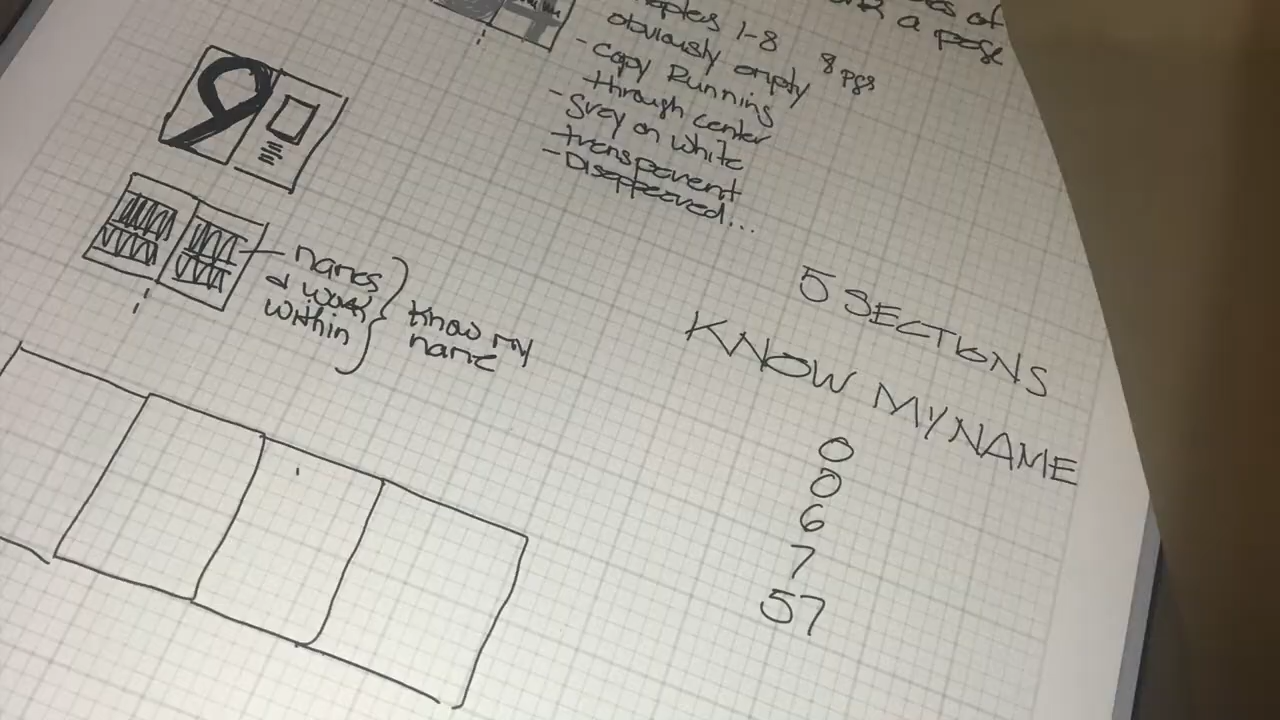 a page
1-8
8 pgs
obviously empty
- Copy Running
through center
- Grey on white
transparent
- Disappeared...
9
names
& work
within
Know my
name
5 SECTIONS
KNOW MY NAME
0
0
6
7
57